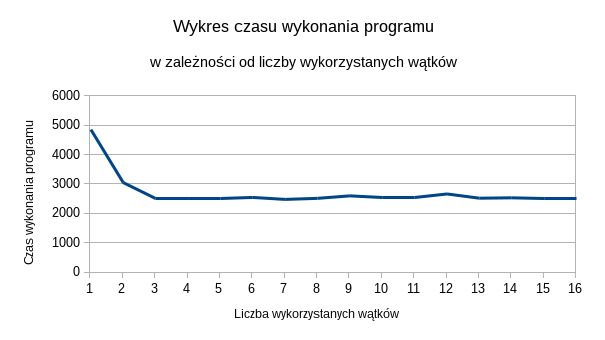 Wykres czasu wykonania programu
w zależności od liczby wykorzystanych wątków
Czas wykonania programu
6000
5000
4000
3000
2000
1000
0
1 2 3 4 5 6 7 8 9 10 11 12 13 14 15 16
Liczba wykorzystanych wątków